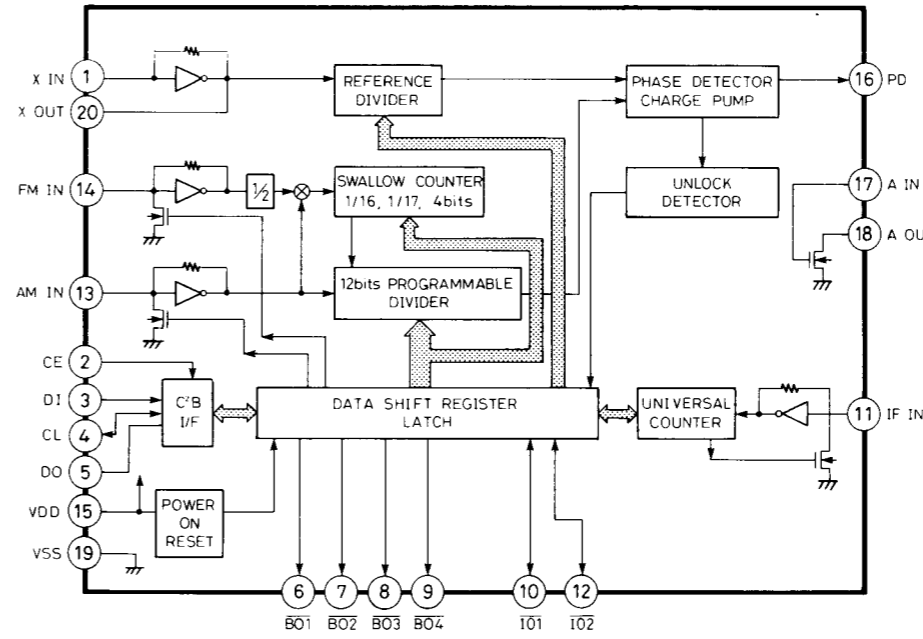 X IN 1
X OUT 20
REFERENCE
DIVIDER
PHASE DETECTOR
CHARGE PUMP
16 PD
FM IN 14
1/2
SWALLOW COUNTER
1/16, 1/17, 4bits
UNLOCK
DETECTOR
17 A IN
18 A OU
AM IN 13
12bits PROGRAMMABLE
DIVIDER
CE 2
DI 3
CL 4
DO 5
C²B
I/F
DATA SHIFT REGISTER
LATCH
UNIVERSAL
COUNTER
11 IF IN
VDD 15
POWER
ON
RESET
VSS 19
6 7 8 9 10 12
BO1 BO2 BO3 BO4 IO1 IO2